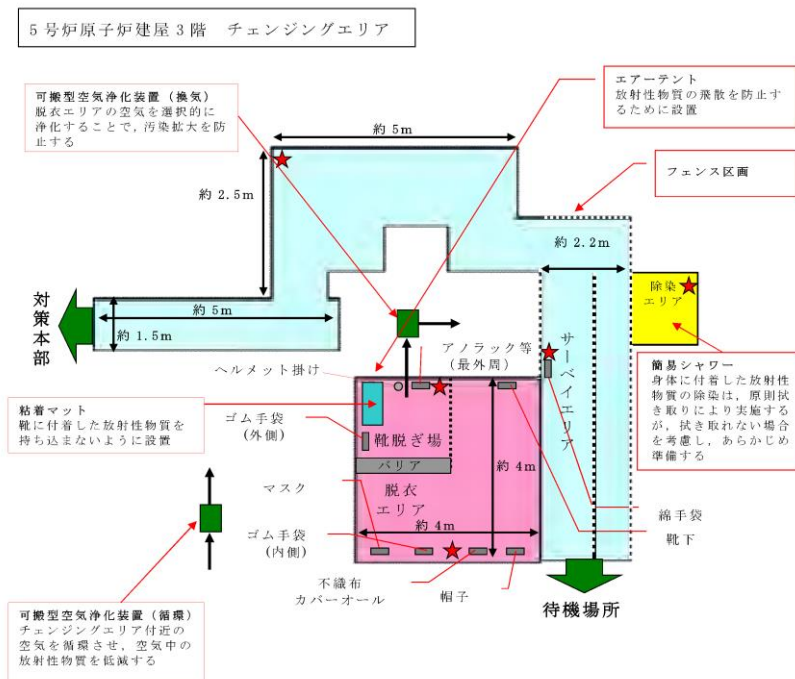 5号炉原子炉建屋3階　チェンジングエリア
可搬型空気浄化装置（換気）
脱衣エリアの空気を選択的に
浄化することで，汚染拡大を防
止する
エアーテント
放射性物質の飛散を防止す
るために設置
フェンス区画
約 5m
約 2.5m
約 2.2m
除染
エリア
対策本部
約 5m
約 1.5m
サーベイエリア
アノラック等
（最外周）
ヘルメット掛け
簡易シャワー
身体に付着した放射性
物質の除染は，原則拭
き取りにより実施する
が，拭き取れない場合
を考慮し，あらかじめ
準備する
粘着マット
靴に付着した放射性物質を
持ち込まないように設置
ゴム手袋
（外側）
靴脱ぎ場
バリア
約 4m
マスク
脱衣
エリア
約 4m
ゴム手袋
（内側）
綿手袋
靴下
不織布
カバーオール
帽子
待機場所
可搬型空気浄化装置（循環）
チェンジングエリア付近の
空気を循環させ，空気中の
放射性物質を低減する